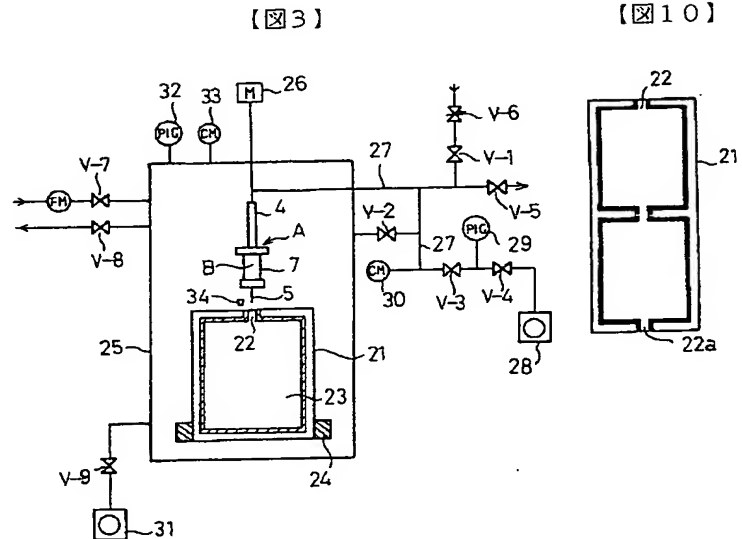 【図3】
【図10】
32
33
M
26
PIG
CM
V-6
V-7
27
V-1
FM
4
V-5
V-2
A
V-8
B
7
27
PIG
29
34
5
CM
30
V-3
V-4
22
25
21
28
23
24
V-9
31
22
21
22a